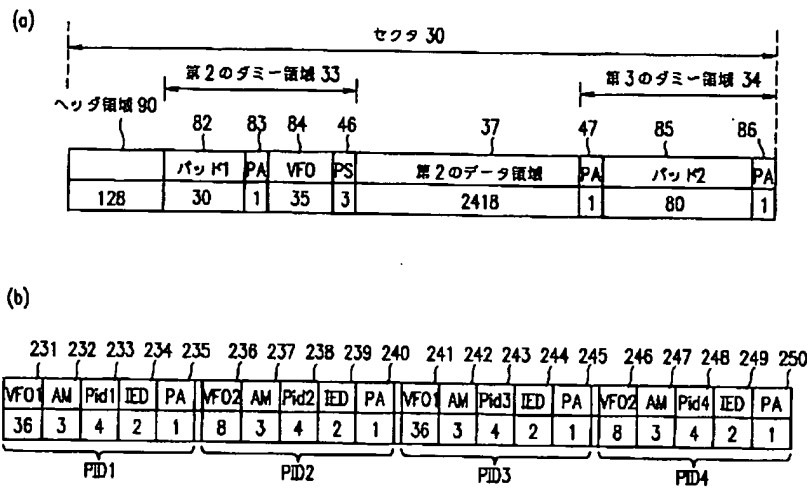 (a)
セクタ 30
第2のダミー領域 33
第3のダミー領域 34
ヘッダ領域 90
82 83 84 46 37 47 85 86
パッド1 PA VFO PS 第2のデータ領域 PA パッド2 PA
128 30 1 35 3 2418 1 80 1
(b)
231 232 233 234 235 236 237 238 239 240 241 242 243 244 245 246 247 248 249 250
VFO1 AM Pid1 IED PA VFO2 AM Pid2 IED PA VFO1 AM Pid3 IED PA VFO2 AM Pid4 IED PA
36 3 4 2 1 8 3 4 2 1 36 3 4 2 1 8 3 4 2 1
PID1 PID2 PID3 PID4